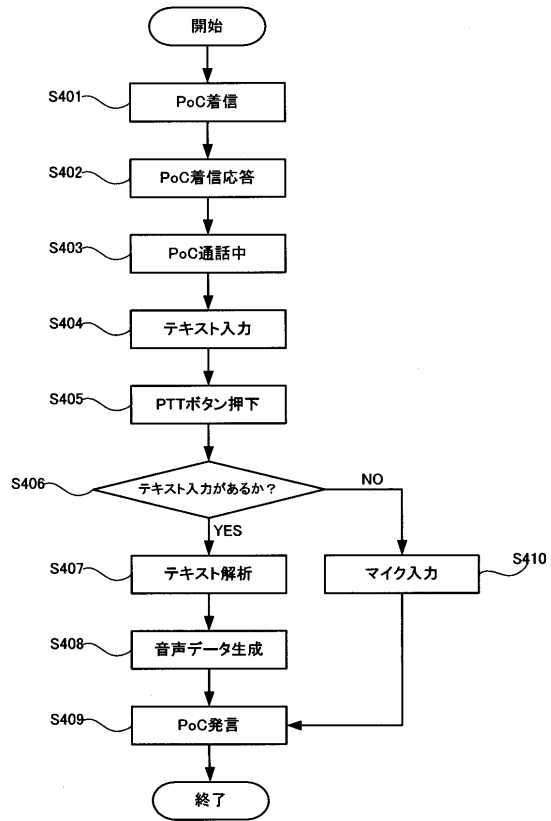 開始
S401
PoC着信
S402
PoC着信応答
S403
PoC通話中
S404
テキスト入力
S405
PTTボタン押下
S406
テキスト入力があるか?
NO
YES
S407
テキスト解析
マイク入力
S410
S408
音声データ生成
S409
PoC発言
終了